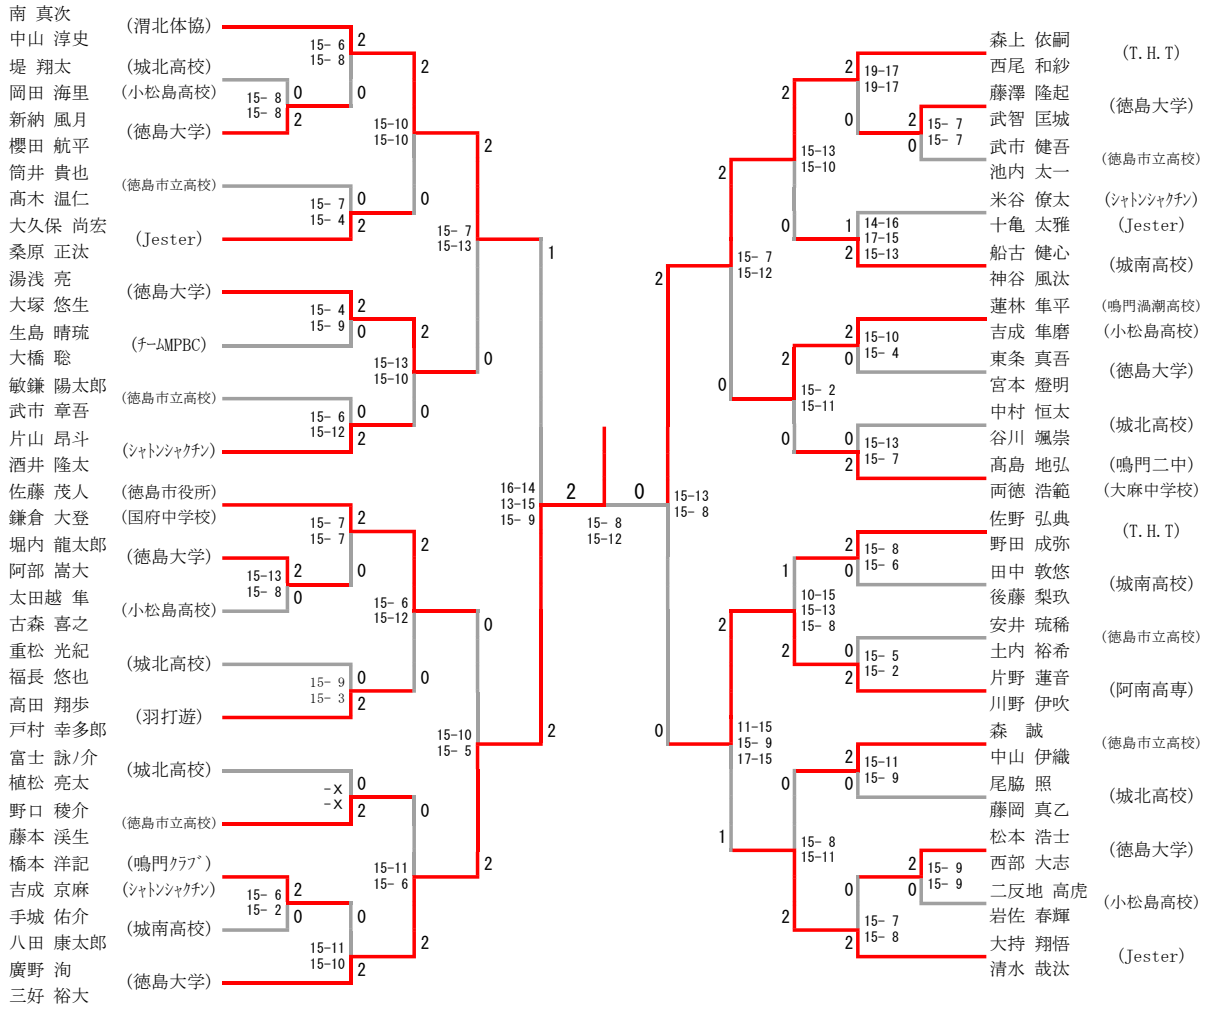 南 真次
中山 淳史 (渭北体協)
堤 翔太 (城北高校)
岡田 海里 (小松島高校)
新納 風月
櫻田 航平 (徳島大学)
筒井 貴也
髙木 温仁 (徳島市立高校)
大久保 尚宏
桑原 正汰 (Jester)
湯浅 亮
大塚 悠生 (徳島大学)
生島 晴琉
大橋 聡 (ﾁｰﾑMPBC)
敏鎌 陽太郎
武市 章吾 (徳島市立高校)
片山 昂斗
酒井 隆太 (ｼｬﾄﾝｼｬｸﾁﾝ)
佐藤 茂人 (徳島市役所)
鎌倉 大登 (国府中学校)
堀内 龍太郎
阿部 嵩大 (徳島大学)
太田越 隼
古森 喜之 (小松島高校)
重松 光紀
福長 悠也 (城北高校)
高田 翔歩
戸村 幸多郎 (羽打遊)
富士 詠ﾉ介
植松 亮太 (城北高校)
野口 稜介
藤本 渓生 (徳島市立高校)
橋本 洋記 (鳴門ｸﾗﾌﾞ)
吉成 京麻 (ｼｬﾄﾝｼｬｸﾁﾝ)
手城 佑介
八田 康太郎 (城南高校)
廣野 洵
三好 裕大 (徳島大学)
15- 8 0
15- 8 2
15- 6 2
15- 8 0
15- 7 0
15- 4 2
15- 4 2
15- 9 0
15- 6 0
15-12 2
15-13 2
15- 8 0
15- 7 2
15- 7 0
15- 9 0
15- 3 2
-X 0
-X 2
15- 6 2
15- 2 0
15-11 0
15-10 2
15-10 2
15-10 0
15-13 2
15-10 0
15- 6 2
15-12 0
15-11 0
15- 6 2
15- 7 2
15-13 0
15-10 0
15- 5 2
16-14 1
13-15
15- 9 2
2 0
15- 8
15-12
森上 依嗣
西尾 和紗 (T.H.T)
藤澤 隆起
武智 匡城 (徳島大学)
武市 健吾
池内 太一 (徳島市立高校)
米谷 僚太 (ｼｬﾄﾝｼｬｸﾁﾝ)
十亀 太雅 (Jester)
船古 健心
神谷 風汰 (城南高校)
蓮林 隼平 (鳴門渦潮高校)
吉成 隼磨 (小松島高校)
東条 真吾
宮本 燈明 (徳島大学)
中村 恒太
谷川 颯崇 (城北高校)
髙島 地弘 (鳴門二中)
両徳 浩範 (大麻中学校)
佐野 弘典
野田 成弥 (T.H.T)
田中 敦悠
後藤 梨玖 (城南高校)
安井 琉稀
土内 裕希 (徳島市立高校)
片野 蓮音
川野 伊吹 (阿南高専)
森 誠
中山 伊織 (徳島市立高校)
尾脇 照
藤岡 真乙 (城北高校)
松本 浩士
西部 大志 (徳島大学)
二反地 高虎
岩佐 春輝 (小松島高校)
大持 翔悟
清水 哉汰 (Jester)
2 15- 7
0 15- 7
2 19-17
0 19-17
1 14-16
17-15
2 15-13
2 15-10
0 15- 4
0 15-13
2 15- 7
2 15- 8
0 15- 6
0 15- 5
2 15- 2
2 15-11
0 15- 9
2 15- 9
0 15- 9
0 15- 7
2 15- 8
2 15-13
0 15-10
2 15- 2
0 15-11
1 10-15
15-13
2 15- 8
0 15- 8
2 15-11
2 15- 7
0 15-12
2 11-15
15- 9
1 17-15
2 15-13
0 15- 8